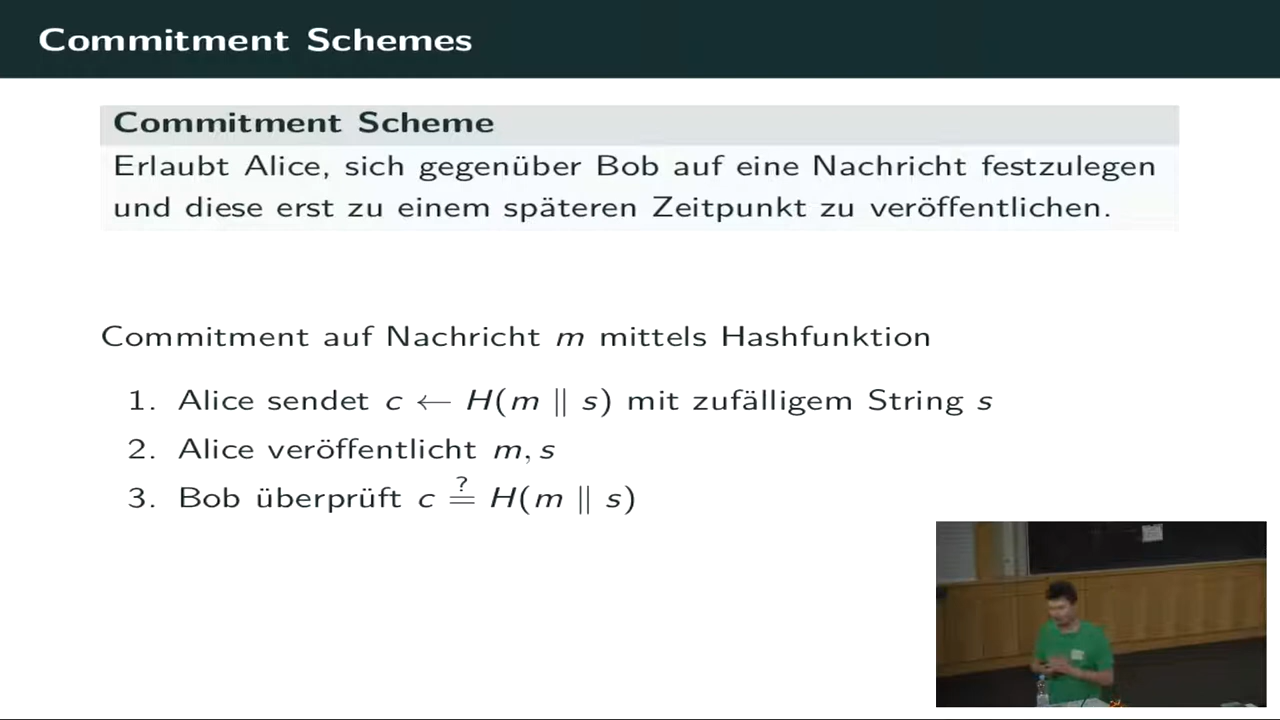 Commitment Schemes
Commitment Scheme
Erlaubt Alice, sich gegenüber Bob auf eine Nachricht festzulegen
und diese erst zu einem späteren Zeitpunkt zu veröffentlichen.
Commitment auf Nachricht m mittels Hashfunktion
1. Alice sendet c ← H(m ∥ s) mit zufälligem String s
2. Alice veröffentlicht m, s
3. Bob überprüft c ≟ H(m ∥ s)